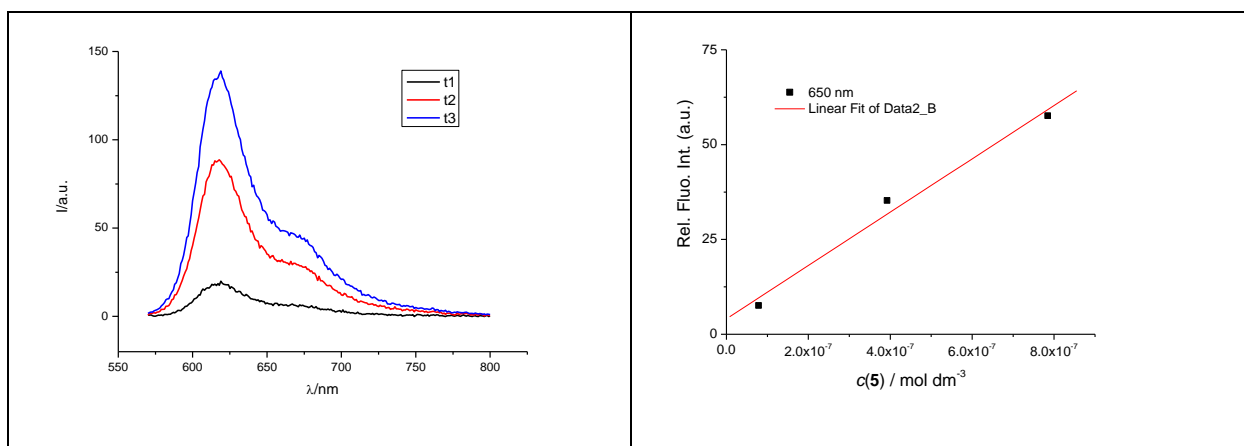 150
100
50
0
I/a.u.
t1
t2
t3
550 600 650 700 750 800
λ/nm
75
50
25
0
Rel. Fluo. Int. (a.u.)
650 nm
Linear Fit of Data2_B
0.0 2.0x10⁻⁷ 4.0x10⁻⁷ 6.0x10⁻⁷ 8.0x10⁻⁷
c(5) / mol dm⁻³